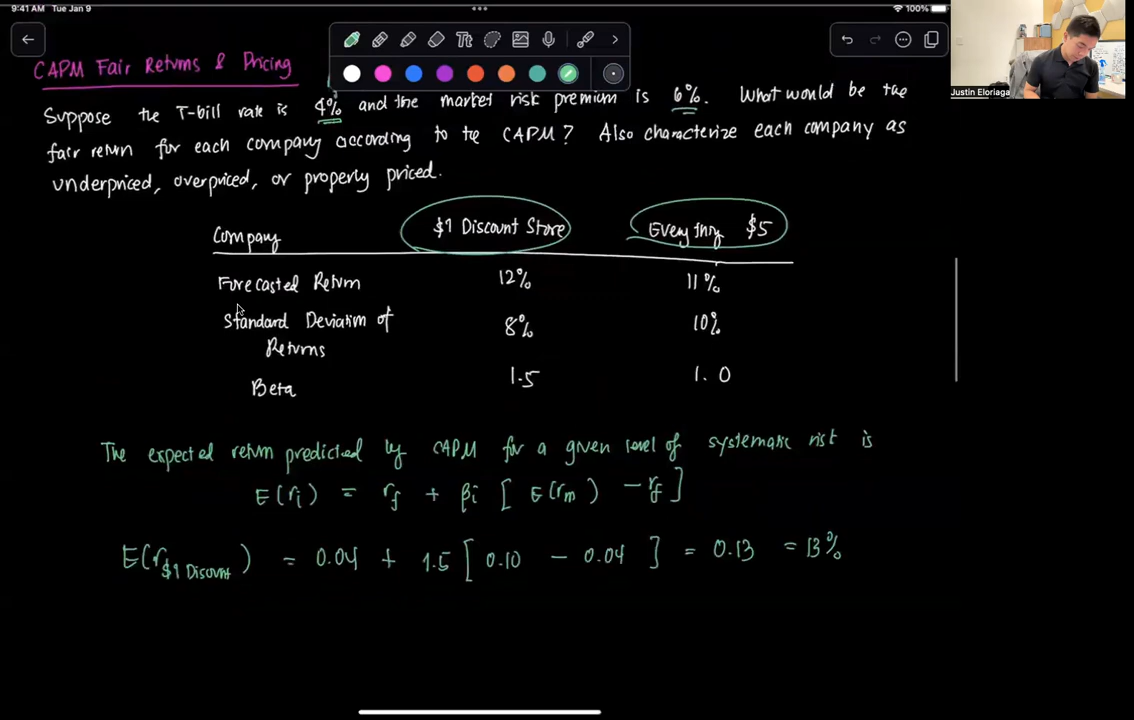 9:41 AM Tue Jan 9
100%
CAPM Fair Returns & Pricing
Suppose the T-bill rate is 4% and the market risk premium is 6%. What would be the
fair return for each company according to the CAPM? Also characterize each company as
underpriced, overpriced, or properly priced.
Company $1 Discount Store Everything $5
Forecasted Return 12% 11%
Standard Deviation of 8% 10%
Returns
Beta 1.5 1.0
The expected return predicted by CAPM for a given level of systematic risk is
E(ri) = rf + βi [ E(rm) - rf ]
E(r$1 Discount) = 0.04 + 1.5 [ 0.10 - 0.04 ] = 0.13 = 13%
Justin Eloriaga